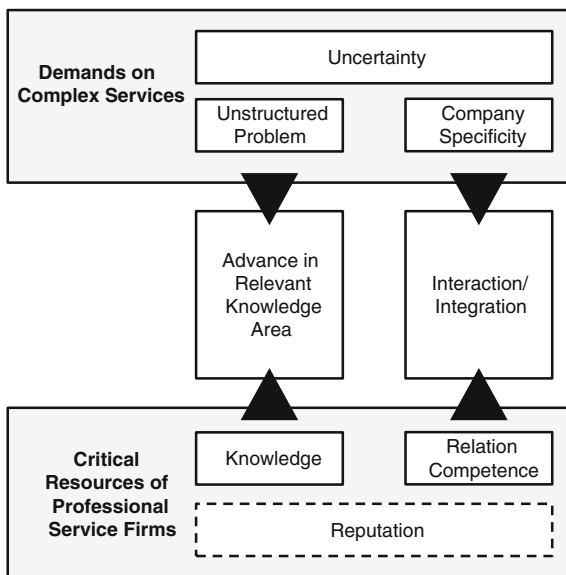 Demands on
Complex Services
Uncertainty
Unstructured
Problem
Company
Specificity
Advance in
Relevant
Knowledge
Area
Interaction/
Integration
Critical
Resources of
Professional
Service Firms
Knowledge
Relation
Competence
Reputation